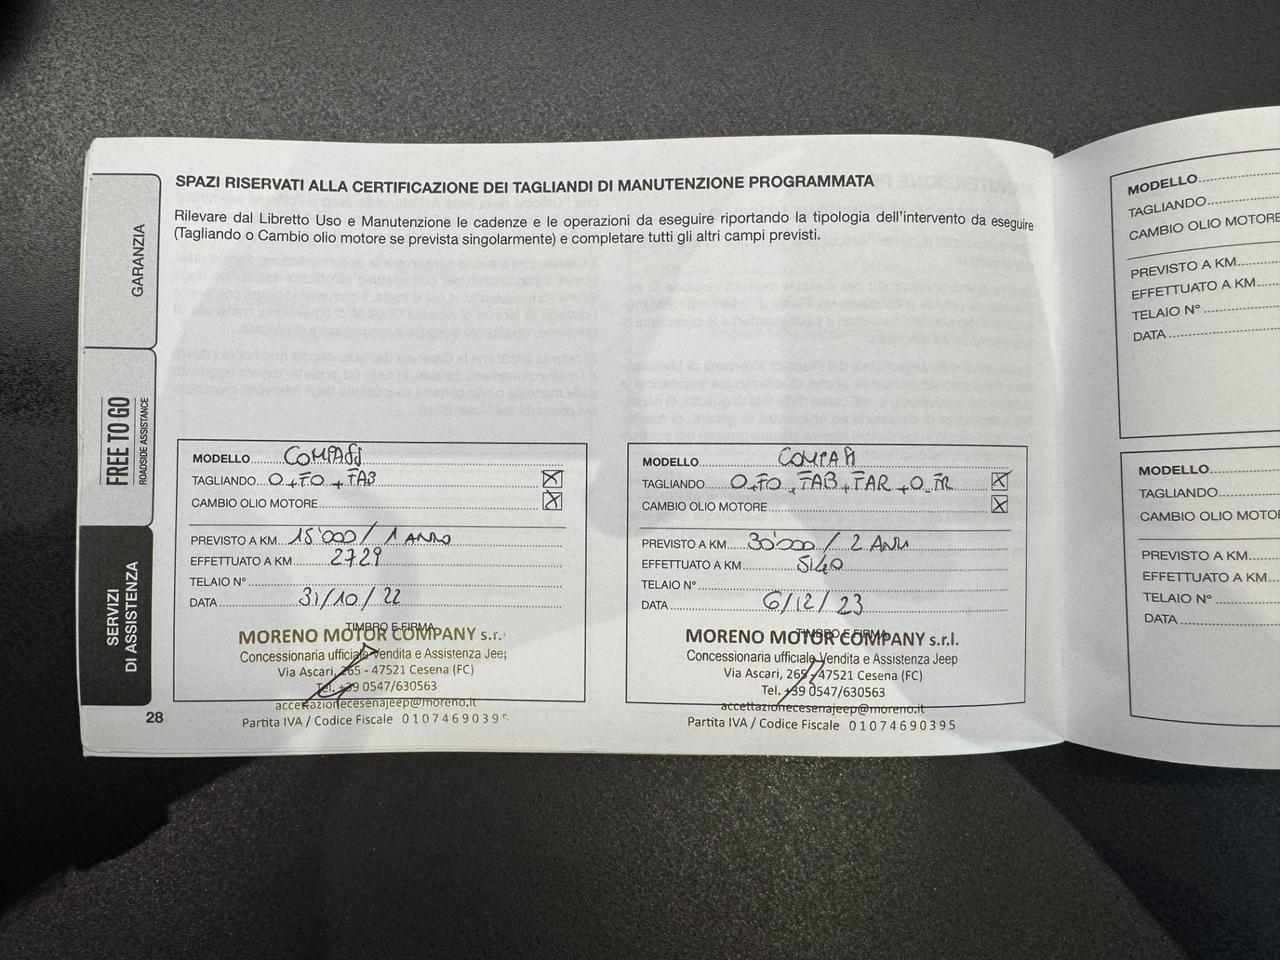 SPAZI RISERVATI ALLA CERTIFICAZIONE DEI TAGLIANDI DI MANUTENZIONE PROGRAMMATA
Rilevare dal Libretto Uso e Manutenzione le cadenze e le operazioni da eseguire riportando la tipologia dell'intervento da eseguire
(Tagliando o Cambio olio motore se prevista singolarmente) e completare tutti gli altri campi previsti.
GARANZIA
FREE TO GO
ROADSIDE ASSISTANCE
SERVIZI
DI ASSISTENZA
28
MODELLO COMPASS
TAGLIANDO O+FO+FAB
CAMBIO OLIO MOTORE
PREVISTO A KM 15'000 / 1 ANNO
EFFETTUATO A KM 2729
TELAIO N°
DATA 31/10/22
TIMBRO E FIRMA
MORENO MOTOR COMPANY s.r.
Concessionaria ufficiale Vendita e Assistenza Jeep
Via Ascari, 265 - 47521 Cesena (FC)
Tel. +39 0547/630563
accettazionecesenajeep@moreno.it
Partita IVA / Codice Fiscale 0107469039
MODELLO
TAGLIANDO O+FO+FAB+FAR+O.FR
CAMBIO OLIO MOTORE
PREVISTO A KM 30'000 / 2 ANNI
EFFETTUATO A KM 5140
TELAIO N°
DATA 6/12/23
TIMBRO E FIRMA
MORENO MOTOR COMPANY s.r.l.
Concessionaria ufficiale Vendita e Assistenza Jeep
Via Ascari, 265 - 47521 Cesena (FC)
Tel. +39 0547/630563
accettazionecesenajeep@moreno.it
Partita IVA / Codice Fiscale 01074690395
MODELLO
TAGLIANDO
CAMBIO OLIO MOTORE
PREVISTO A KM
EFFETTUATO A KM
TELAIO N°
DATA
MODELLO
TAGLIANDO
CAMBIO OLIO MOTO
PREVISTO A KM
EFFETTUATO A KM
TELAIO N°
DATA